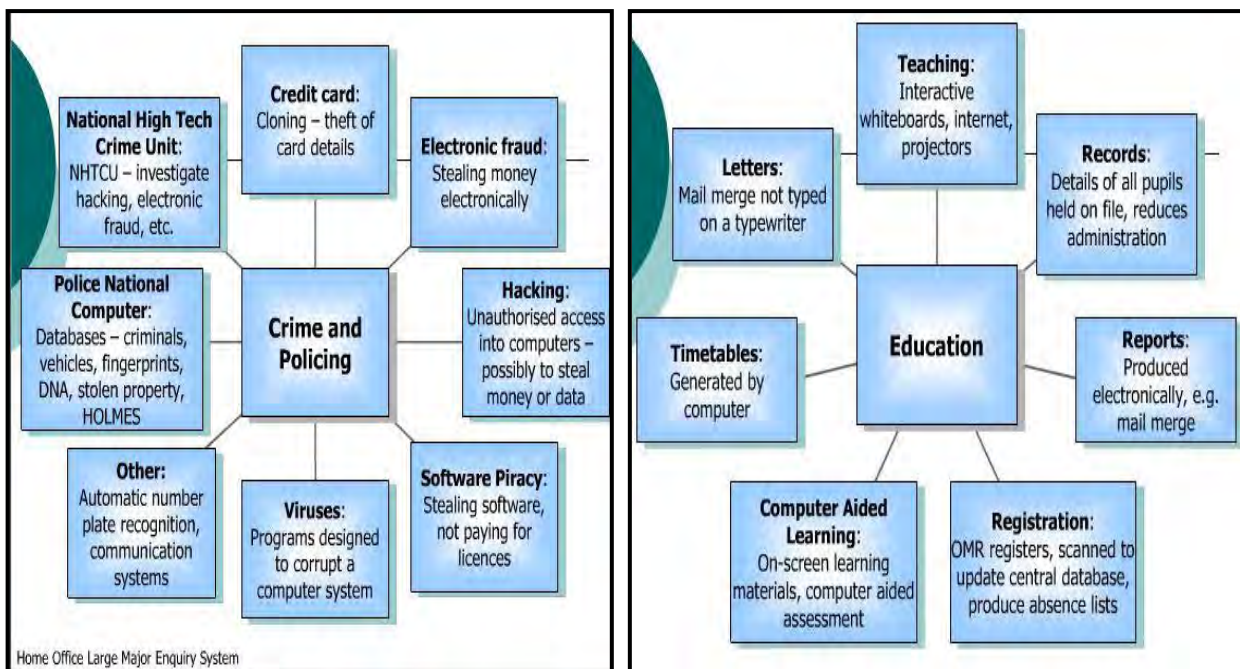 Credit card:
Cloning – theft of
card details
National High Tech
Crime Unit:
NHTCU – investigate
hacking, electronic
fraud, etc.
Electronic fraud:
Stealing money
electronically
Police National
Computer:
Databases – criminals,
vehicles, fingerprints,
DNA, stolen property,
HOLMES
Crime and
Policing
Hacking:
Unauthorised access
into computers –
possibly to steal
money or data
Other:
Automatic number
plate recognition,
communication
systems
Viruses:
Programs designed
to corrupt a
computer system
Software Piracy:
Stealing software,
not paying for
licences
Home Office Large Major Enquiry System
Teaching:
Interactive
whiteboards, internet,
projectors
Letters:
Mail merge not typed
on a typewriter
Records:
Details of all pupils
held on file, reduces
administration
Timetables:
Generated by
computer
Education
Reports:
Produced
electronically, e.g.
mail merge
Computer Aided
Learning:
On-screen learning
materials, computer aided
assessment
Registration:
OMR registers, scanned to
update central database,
produce absence lists